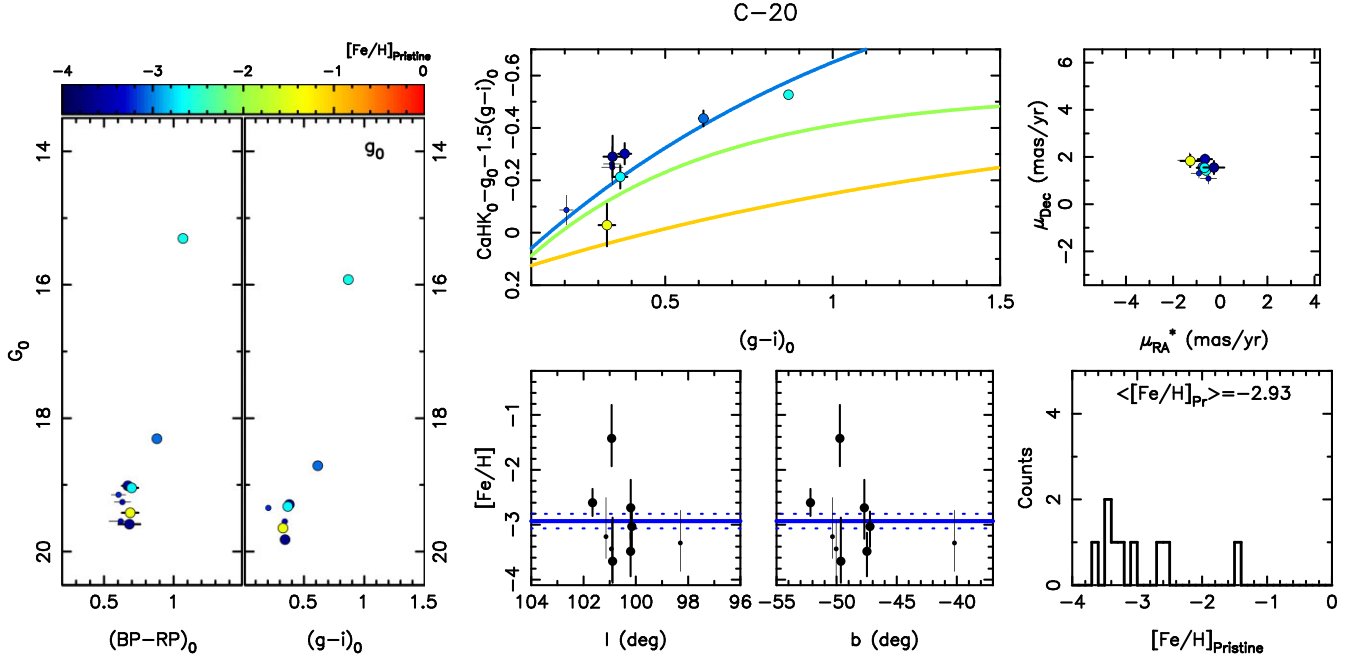 C-20
[Fe/H]Pristine
-4 -3 -2 -1 0
14 16 18 20
G0
g0
14 16 18 20
0.5 1
(BP-RP)0
0.5 1 1.5
(g-i)0
CaHK0-g0-1.5(g-i)0
-0.6 -0.4 -0.2 0 0.2
0.5 1 1.5
(g-i)0
μDec (mas/yr)
6 4 2 0 -2
-4 -2 0 2 4
μRA* (mas/yr)
[Fe/H]
-1 -2 -3 -4
104 102 100 98 96
l (deg)
-55 -50 -45 -40
b (deg)
<[Fe/H]Pr>=-2.93
Counts
4 2 0
-4 -3 -2 -1 0
[Fe/H]Pristine